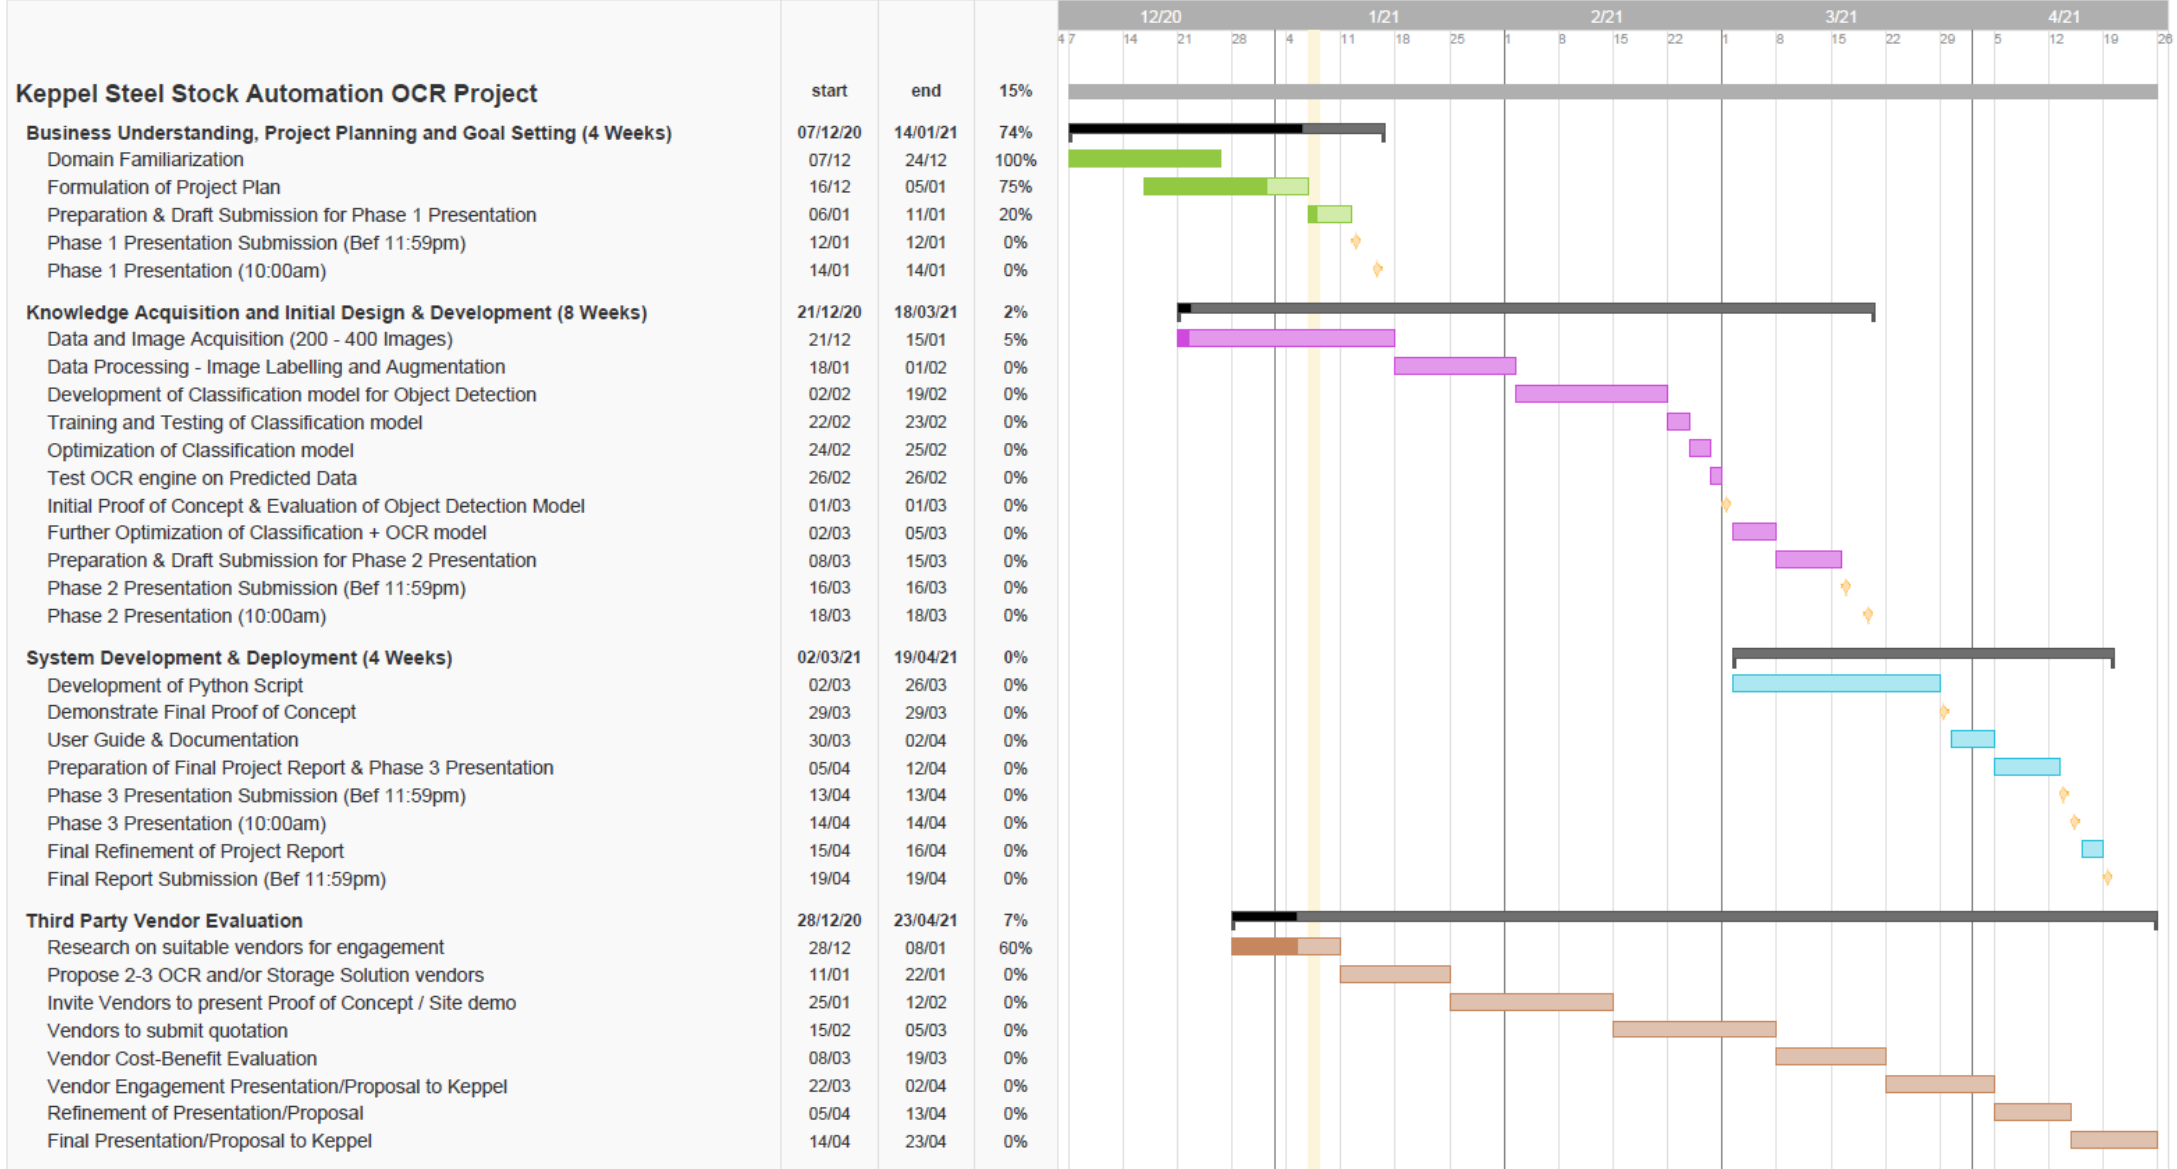 12/20 1/21 2/21 3/21 4/21
4 7 14 21 28 4 11 18 25 1 8 15 22 1 8 15 22 29 5 12 19 26
Keppel Steel Stock Automation OCR Project start end 15%
Business Understanding, Project Planning and Goal Setting (4 Weeks) 07/12/20 14/01/21 74%
Domain Familiarization 07/12 24/12 100%
Formulation of Project Plan 16/12 05/01 75%
Preparation & Draft Submission for Phase 1 Presentation 06/01 11/01 20%
Phase 1 Presentation Submission (Bef 11:59pm) 12/01 12/01 0%
Phase 1 Presentation (10:00am) 14/01 14/01 0%
Knowledge Acquisition and Initial Design & Development (8 Weeks) 21/12/20 18/03/21 2%
Data and Image Acquisition (200 - 400 Images) 21/12 15/01 5%
Data Processing - Image Labelling and Augmentation 18/01 01/02 0%
Development of Classification model for Object Detection 02/02 19/02 0%
Training and Testing of Classification model 22/02 23/02 0%
Optimization of Classification model 24/02 25/02 0%
Test OCR engine on Predicted Data 26/02 26/02 0%
Initial Proof of Concept & Evaluation of Object Detection Model 01/03 01/03 0%
Further Optimization of Classification + OCR model 02/03 05/03 0%
Preparation & Draft Submission for Phase 2 Presentation 08/03 15/03 0%
Phase 2 Presentation Submission (Bef 11:59pm) 16/03 16/03 0%
Phase 2 Presentation (10:00am) 18/03 18/03 0%
System Development & Deployment (4 Weeks) 02/03/21 19/04/21 0%
Development of Python Script 02/03 26/03 0%
Demonstrate Final Proof of Concept 29/03 29/03 0%
User Guide & Documentation 30/03 02/04 0%
Preparation of Final Project Report & Phase 3 Presentation 05/04 12/04 0%
Phase 3 Presentation Submission (Bef 11:59pm) 13/04 13/04 0%
Phase 3 Presentation (10:00am) 14/04 14/04 0%
Final Refinement of Project Report 15/04 16/04 0%
Final Report Submission (Bef 11:59pm) 19/04 19/04 0%
Third Party Vendor Evaluation 28/12/20 23/04/21 7%
Research on suitable vendors for engagement 28/12 08/01 60%
Propose 2-3 OCR and/or Storage Solution vendors 11/01 22/01 0%
Invite Vendors to present Proof of Concept / Site demo 25/01 12/02 0%
Vendors to submit quotation 15/02 05/03 0%
Vendor Cost-Benefit Evaluation 08/03 19/03 0%
Vendor Engagement Presentation/Proposal to Keppel 22/03 02/04 0%
Refinement of Presentation/Proposal 05/04 13/04 0%
Final Presentation/Proposal to Keppel 14/04 23/04 0%